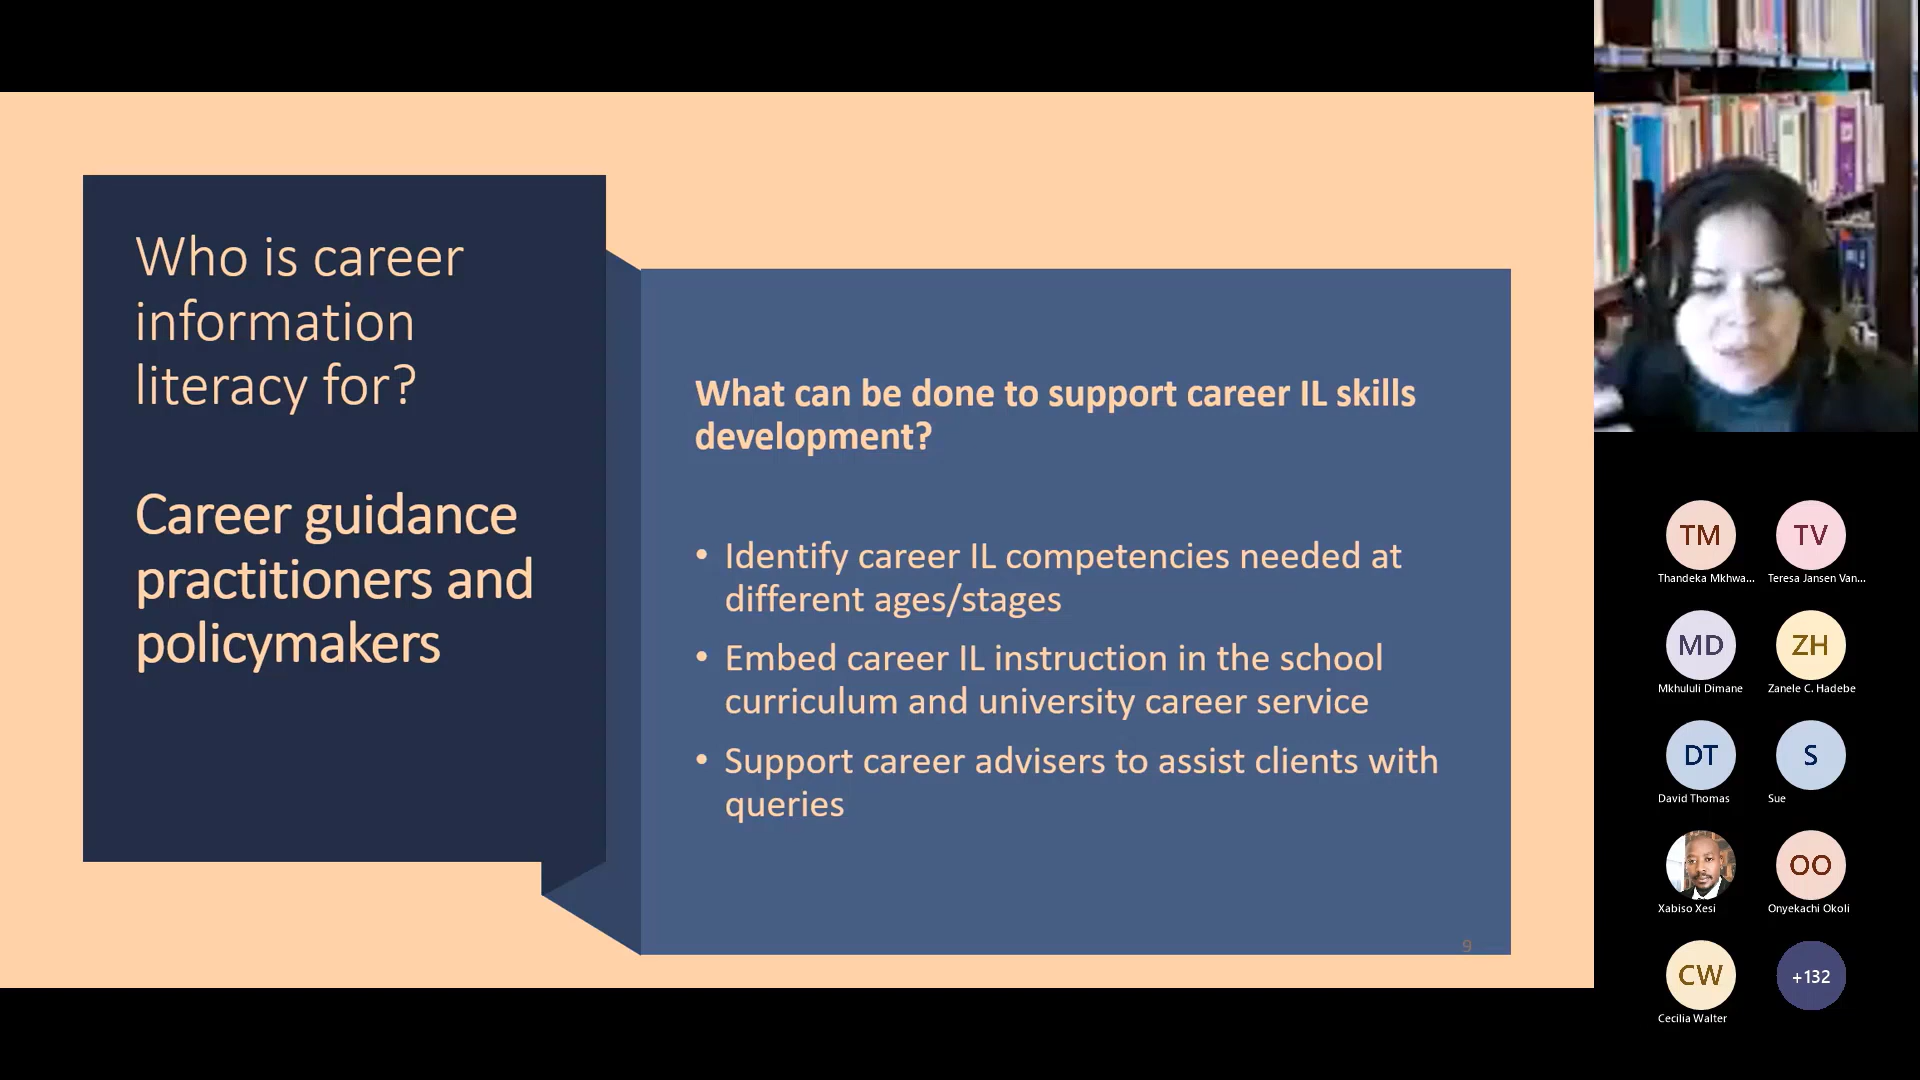 Who is career
information
literacy for?
Career guidance
practitioners and
policymakers
What can be done to support career IL skills
development?
• Identify career IL competencies needed at
different ages/stages
• Embed career IL instruction in the school
curriculum and university career service
• Support career advisers to assist clients with
queries
9
TM
Thandeka Mkhwa...
TV
Teresa Jansen Van...
MD
Mkhululi Dimane
ZH
Zanele C. Hadebe
DT
David Thomas
S
Sue
Xabiso Xesi
OO
Onyekachi Okoli
CW
Cecilia Walter
+132